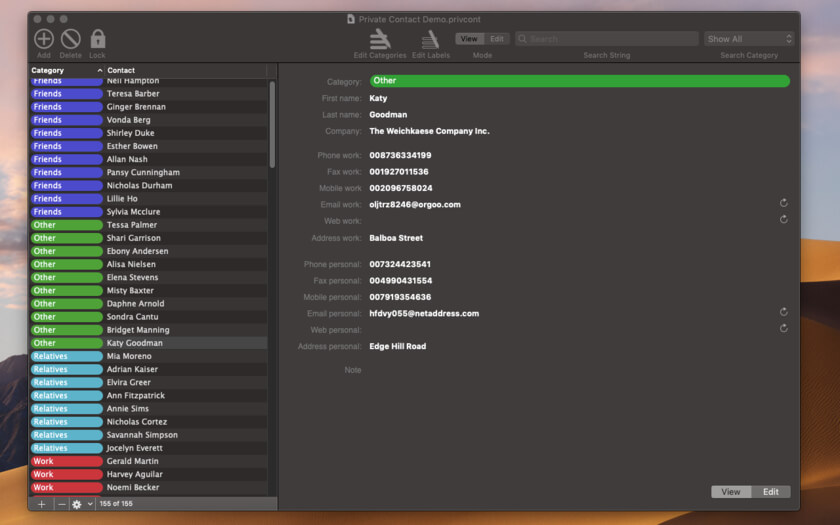 Private Contact Demo.privcont
Add Delete Lock
View Edit
Search
Show All
Edit Categories Edit Labels Mode Search String Search Category
Category Contact
Friends Neil Hampton
Friends Teresa Barber
Friends Ginger Brennan
Friends Vonda Berg
Friends Shirley Duke
Friends Esther Bowen
Friends Allan Nash
Friends Pansy Cunningham
Friends Nicholas Durham
Friends Lillie Ho
Friends Sylvia Mcclure
Other Tessa Palmer
Other Shari Garrison
Other Ebony Andersen
Other Alisa Nielsen
Other Elena Stevens
Other Misty Baxter
Other Daphne Arnold
Other Sondra Cantu
Other Bridget Manning
Other Katy Goodman
Relatives Mia Moreno
Relatives Adrian Kaiser
Relatives Elvira Greer
Relatives Ann Fitzpatrick
Relatives Annie Sims
Relatives Nicholas Cortez
Relatives Savannah Simpson
Relatives Jocelyn Everett
Work Gerald Martin
Work Harvey Aguilar
Work Noemi Becker
155 of 155
Category: Other
First name: Katy
Last name: Goodman
Company: The Weichkaese Company Inc.
Phone work: 008736334199
Fax work: 001927011536
Mobile work 002096758024
Email work: oljtrz8246@orgoo.com
Web work:
Address work: Balboa Street
Phone personal: 007324423541
Fax personal: 004990431554
Mobile personal: 007919354636
Email personal: hfdvy055@netaddress.com
Web personal:
Address personal: Edge Hill Road
Note
View Edit